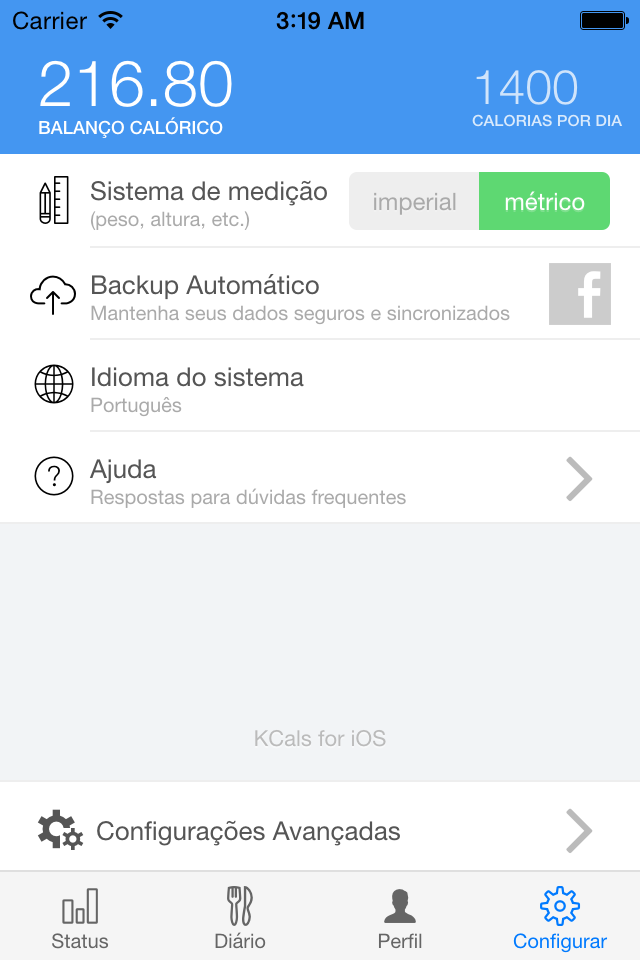 Carrier 3:19 AM
216.80 1400
BALANÇO CALÓRICO CALORIAS POR DIA
Sistema de medição imperial métrico
(peso, altura, etc.)
Backup Automático f
Mantenha seus dados seguros e sincronizados
Idioma do sistema
Português
? Ajuda
Respostas para dúvidas frequentes
KCals for iOS
Configurações Avançadas
Status Diário Perfil Configurar